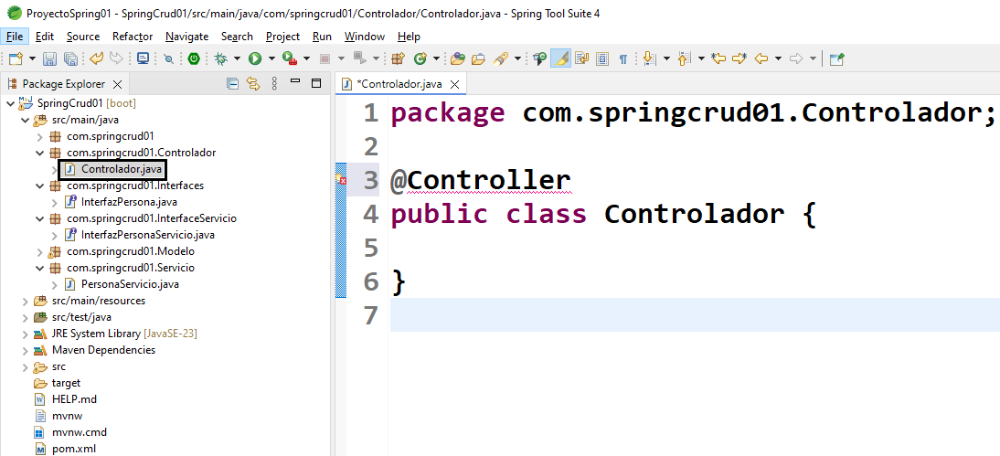 ProyectoSpring01 - SpringCrud01/src/main/java/com/springcrud01/Controlador/Controlador.java - Spring Tool Suite 4
File Edit Source Refactor Navigate Search Project Run Window Help
Package Explorer
SpringCrud01 [boot]
src/main/java
com.springcrud01
com.springcrud01.Controlador
Controlador.java
com.springcrud01.Interfaces
InterfazPersona.java
com.springcrud01.InterfaceServicio
InterfazPersonaServicio.java
com.springcrud01.Modelo
com.springcrud01.Servicio
PersonaServicio.java
src/main/resources
src/test/java
JRE System Library [JavaSE-23]
Maven Dependencies
src
target
HELP.md
mvnw
mvnw.cmd
pom.xml
*Controlador.java
1 package com.springcrud01.Controlador;
2
3 @Controller
4 public class Controlador {
5
6 }
7